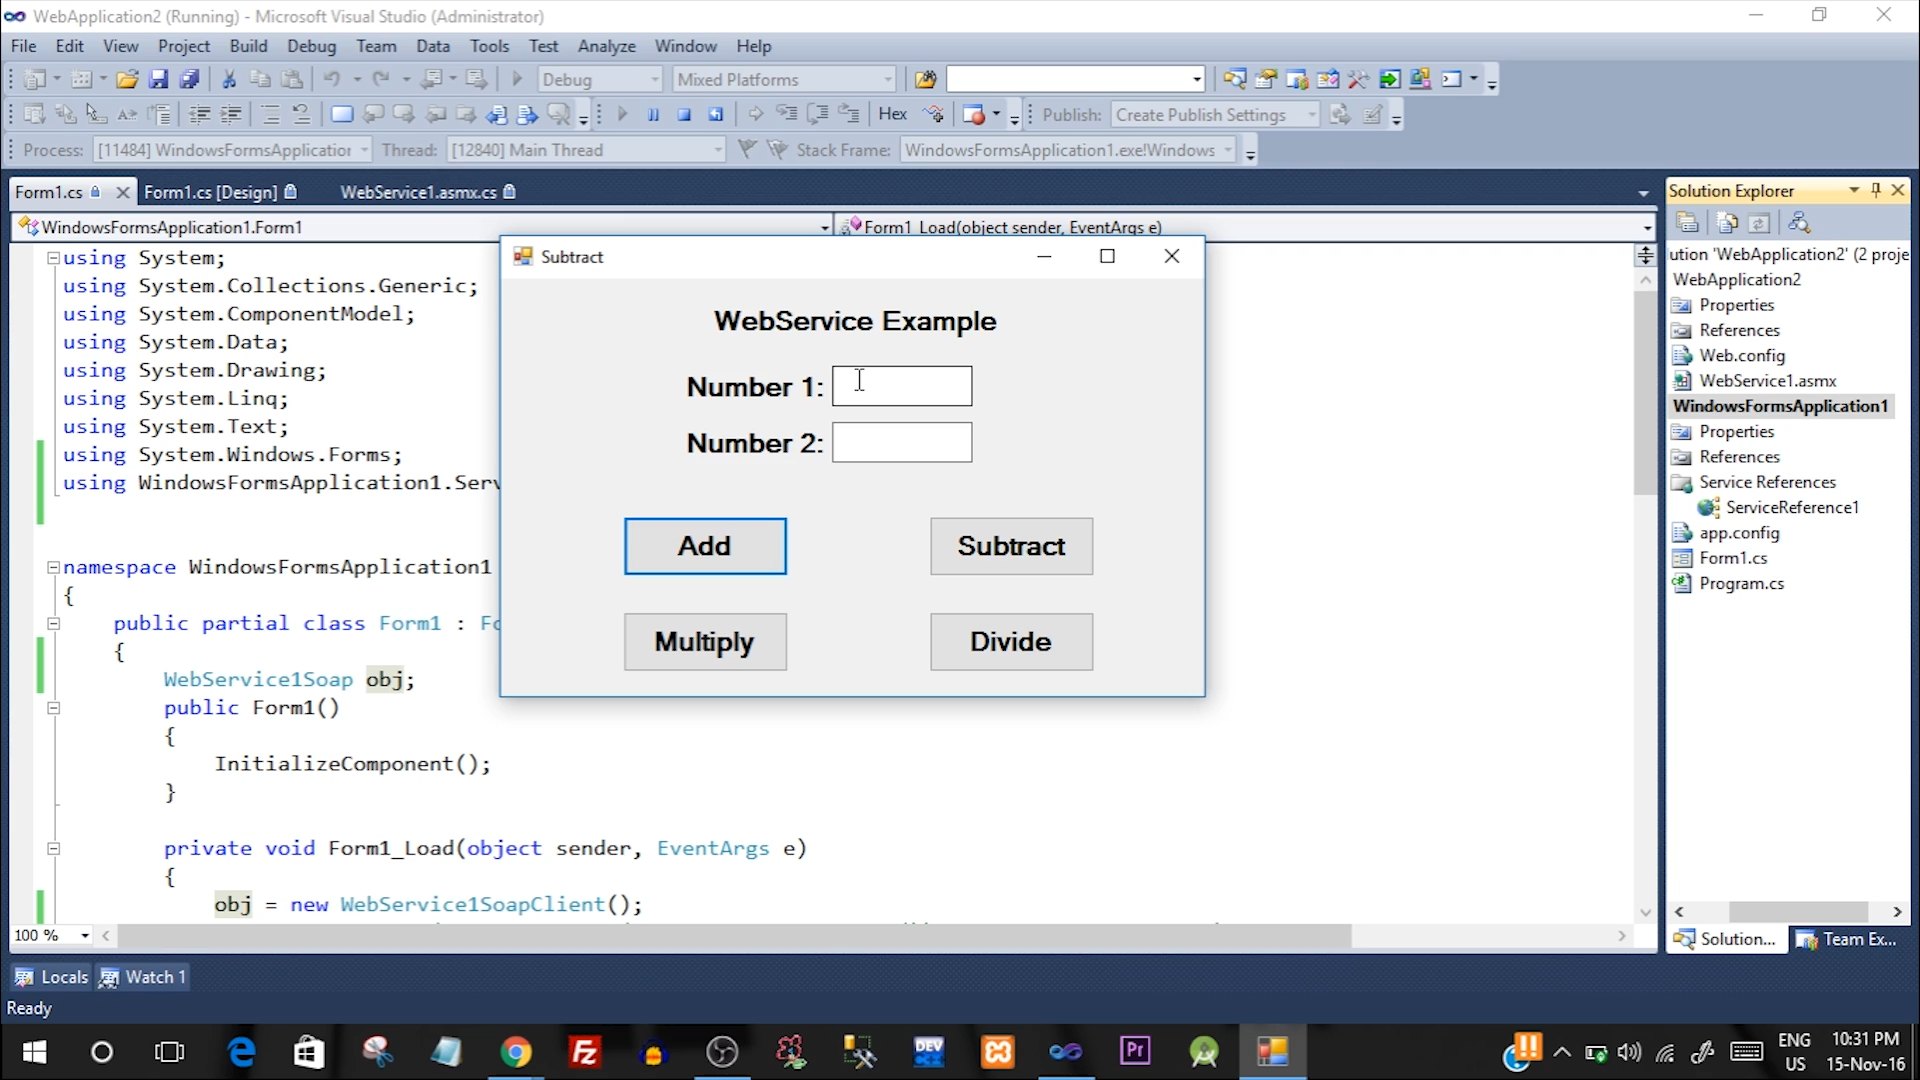 WebApplication2 (Running) - Microsoft Visual Studio (Administrator)
File Edit View Project Build Debug Team Data Tools Test Analyze Window Help
Debug Mixed Platforms
Hex Publish: Create Publish Settings
Process: [11484] WindowsFormsApplication Thread: [12840] Main Thread Stack Frame: WindowsFormsApplication1.exe!Windows
Form1.cs Form1.cs [Design] WebService1.asmx.cs
WindowsFormsApplication1.Form1 Form1_Load(object sender, EventArgs e)
using System;
using System.Collections.Generic;
using System.ComponentModel;
using System.Data;
using System.Drawing;
using System.Linq;
using System.Text;
using System.Windows.Forms;
using WindowsFormsApplication1.Serv
namespace WindowsFormsApplication1
{
public partial class Form1 : Fo
{
WebService1Soap obj;
public Form1()
{
InitializeComponent();
}
private void Form1_Load(object sender, EventArgs e)
{
obj = new WebService1SoapClient();
100 %
Subtract
WebService Example
Number 1:
Number 2:
Add Subtract
Multiply Divide
Solution Explorer
ution 'WebApplication2' (2 proje
WebApplication2
Properties
References
Web.config
WebService1.asmx
WindowsFormsApplication1
Properties
References
Service References
ServiceReference1
app.config
Form1.cs
Program.cs
Solution... Team Ex...
Locals Watch 1
Ready
DEV
Fz
Pr
ENG
US
10:31 PM
15-Nov-16